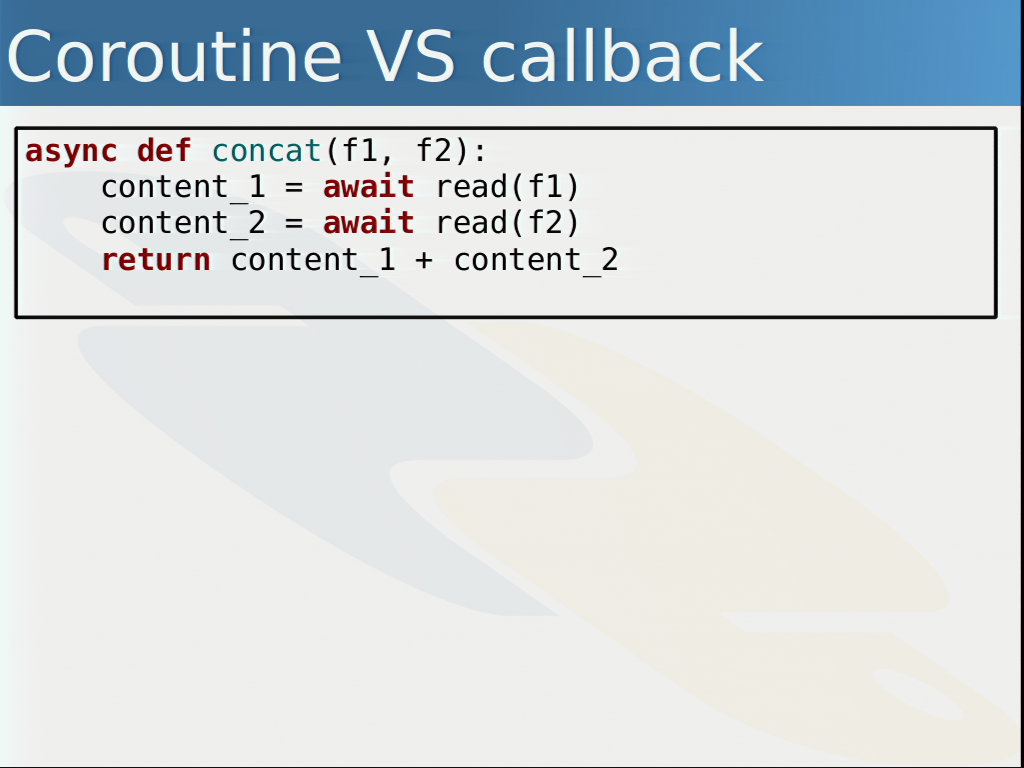 Coroutine VS callback
async def concat(f1, f2):
    content_1 = await read(f1)
    content_2 = await read(f2)
    return content_1 + content_2